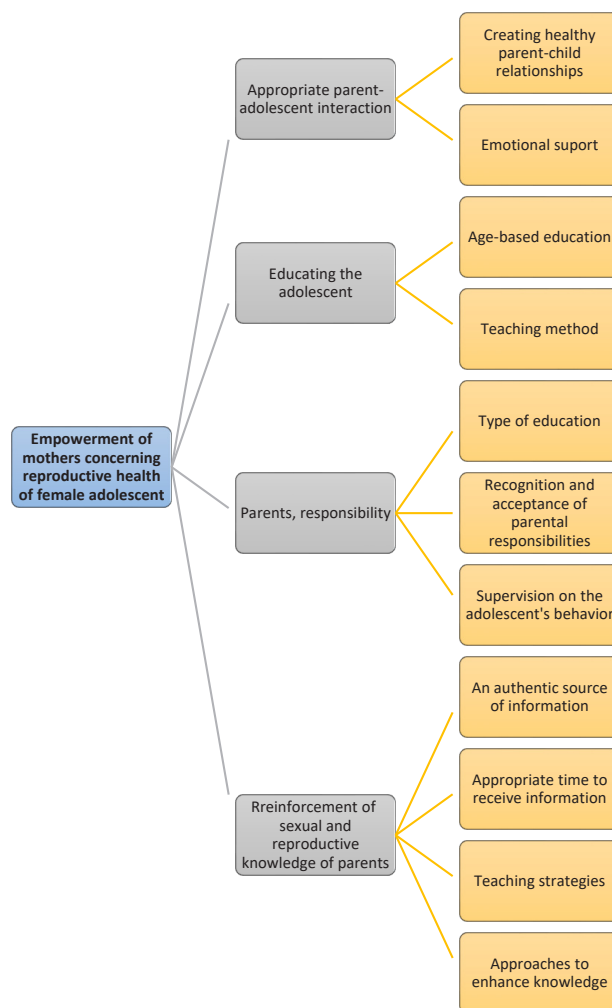 Empowerment of
mothers concerning
reproductive health
of female adolescent
Appropriate parent-
adolescent interaction
Creating healthy
parent-child
relationships
Emotional suport
Educating the
adolescent
Age-based education
Teaching method
Parents, responsibility
Type of education
Recognition and
acceptance of
parental
responsibilities
Supervision on the
adolescent's behavior
Rreinforcement of
sexual and
reproductive
knowledge of parents
An authentic source
of information
Appropriate time to
receive information
Teaching strategies
Approaches to
enhance knowledge